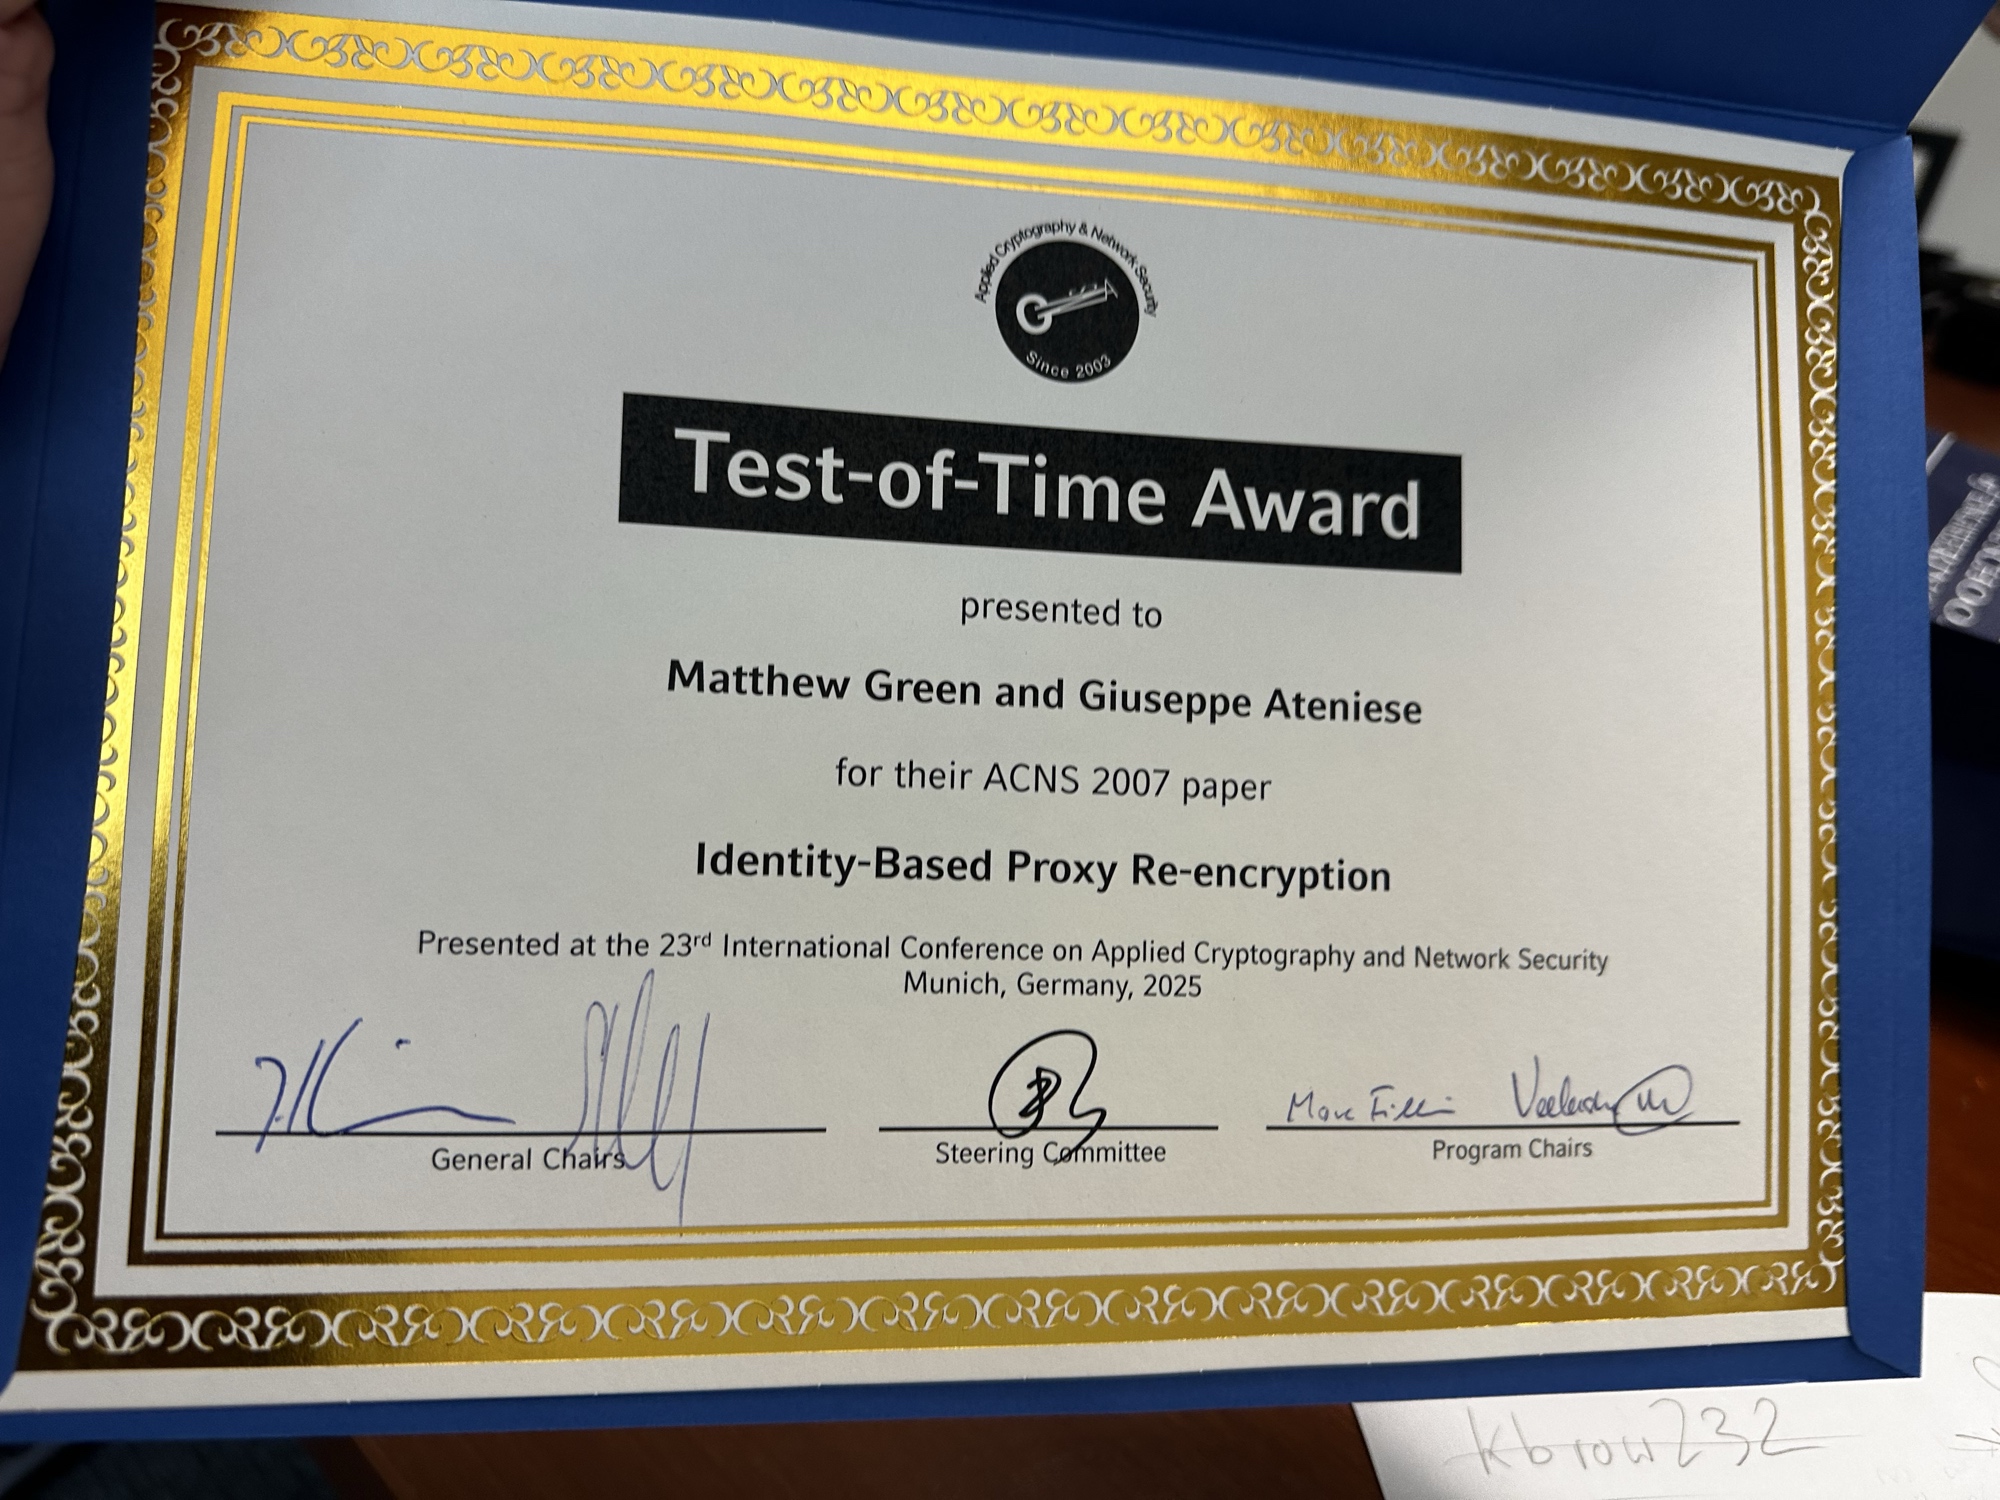 Applied Cryptography & Network Security
Since 2003
Test-of-Time Award
presented to
Matthew Green and Giuseppe Ateniese
for their ACNS 2007 paper
Identity-Based Proxy Re-encryption
Presented at the 23rd International Conference on Applied Cryptography and Network Security
Munich, Germany, 2025
General Chairs
Steering Committee
Program Chairs
kbrow232